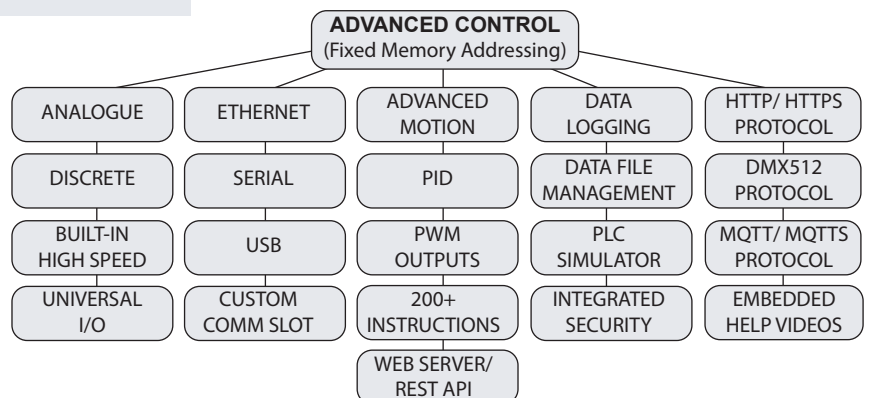 ADVANCED CONTROL
(Fixed Memory Addressing)
ANALOGUE
DISCRETE
BUILT-IN
HIGH SPEED
UNIVERSAL
I/O
ETHERNET
SERIAL
USB
CUSTOM
COMM SLOT
ADVANCED
MOTION
PID
PWM
OUTPUTS
200+
INSTRUCTIONS
WEB SERVER/
REST API
DATA
LOGGING
DATA FILE
MANAGEMENT
PLC
SIMULATOR
INTEGRATED
SECURITY
HTTP/ HTTPS
PROTOCOL
DMX512
PROTOCOL
MQTT/ MQTTS
PROTOCOL
EMBEDDED
HELP VIDEOS